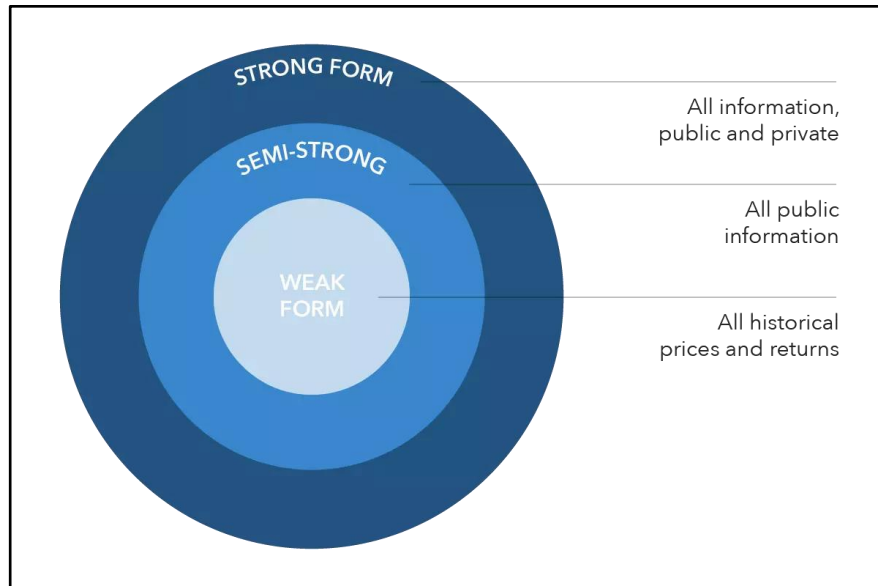 STRONG FORM
All information,
public and private
SEMI-STRONG
All public
information
WEAK
FORM
All historical
prices and returns